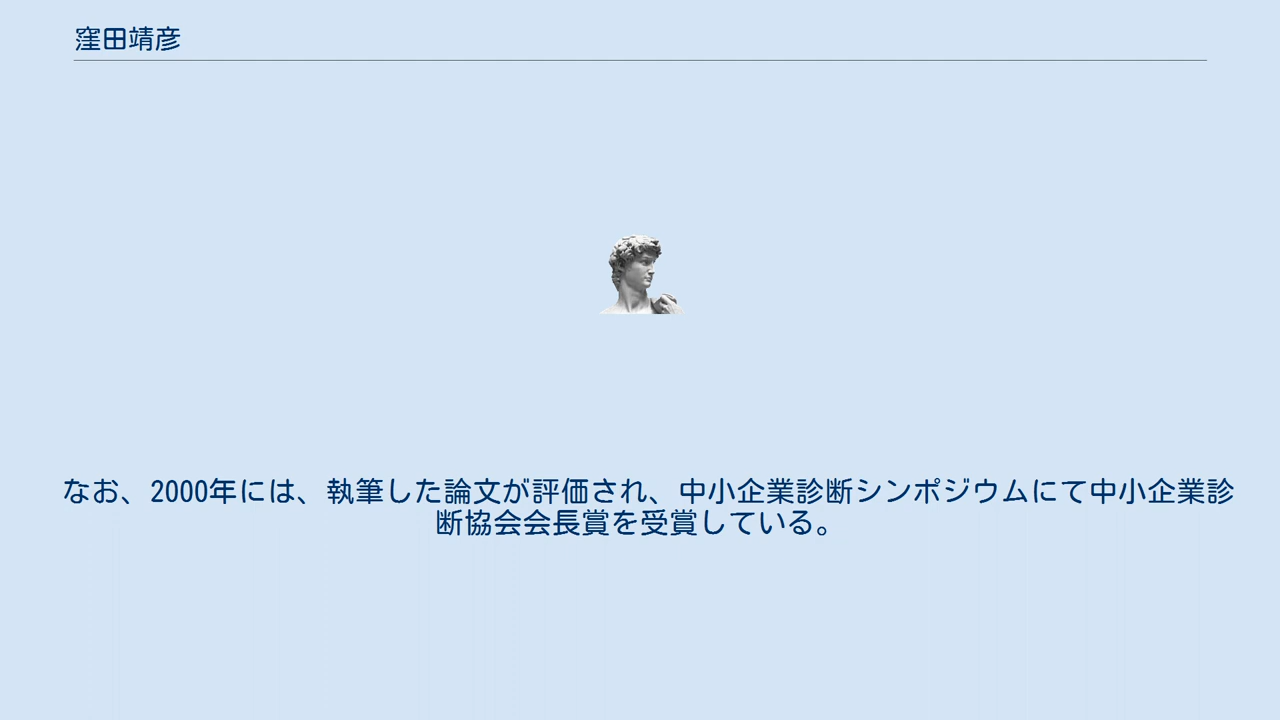 窪田靖彦
なお、2000年には、執筆した論文が評価され、中小企業診断シンポジウムにて中小企業診
断協会会長賞を受賞している。